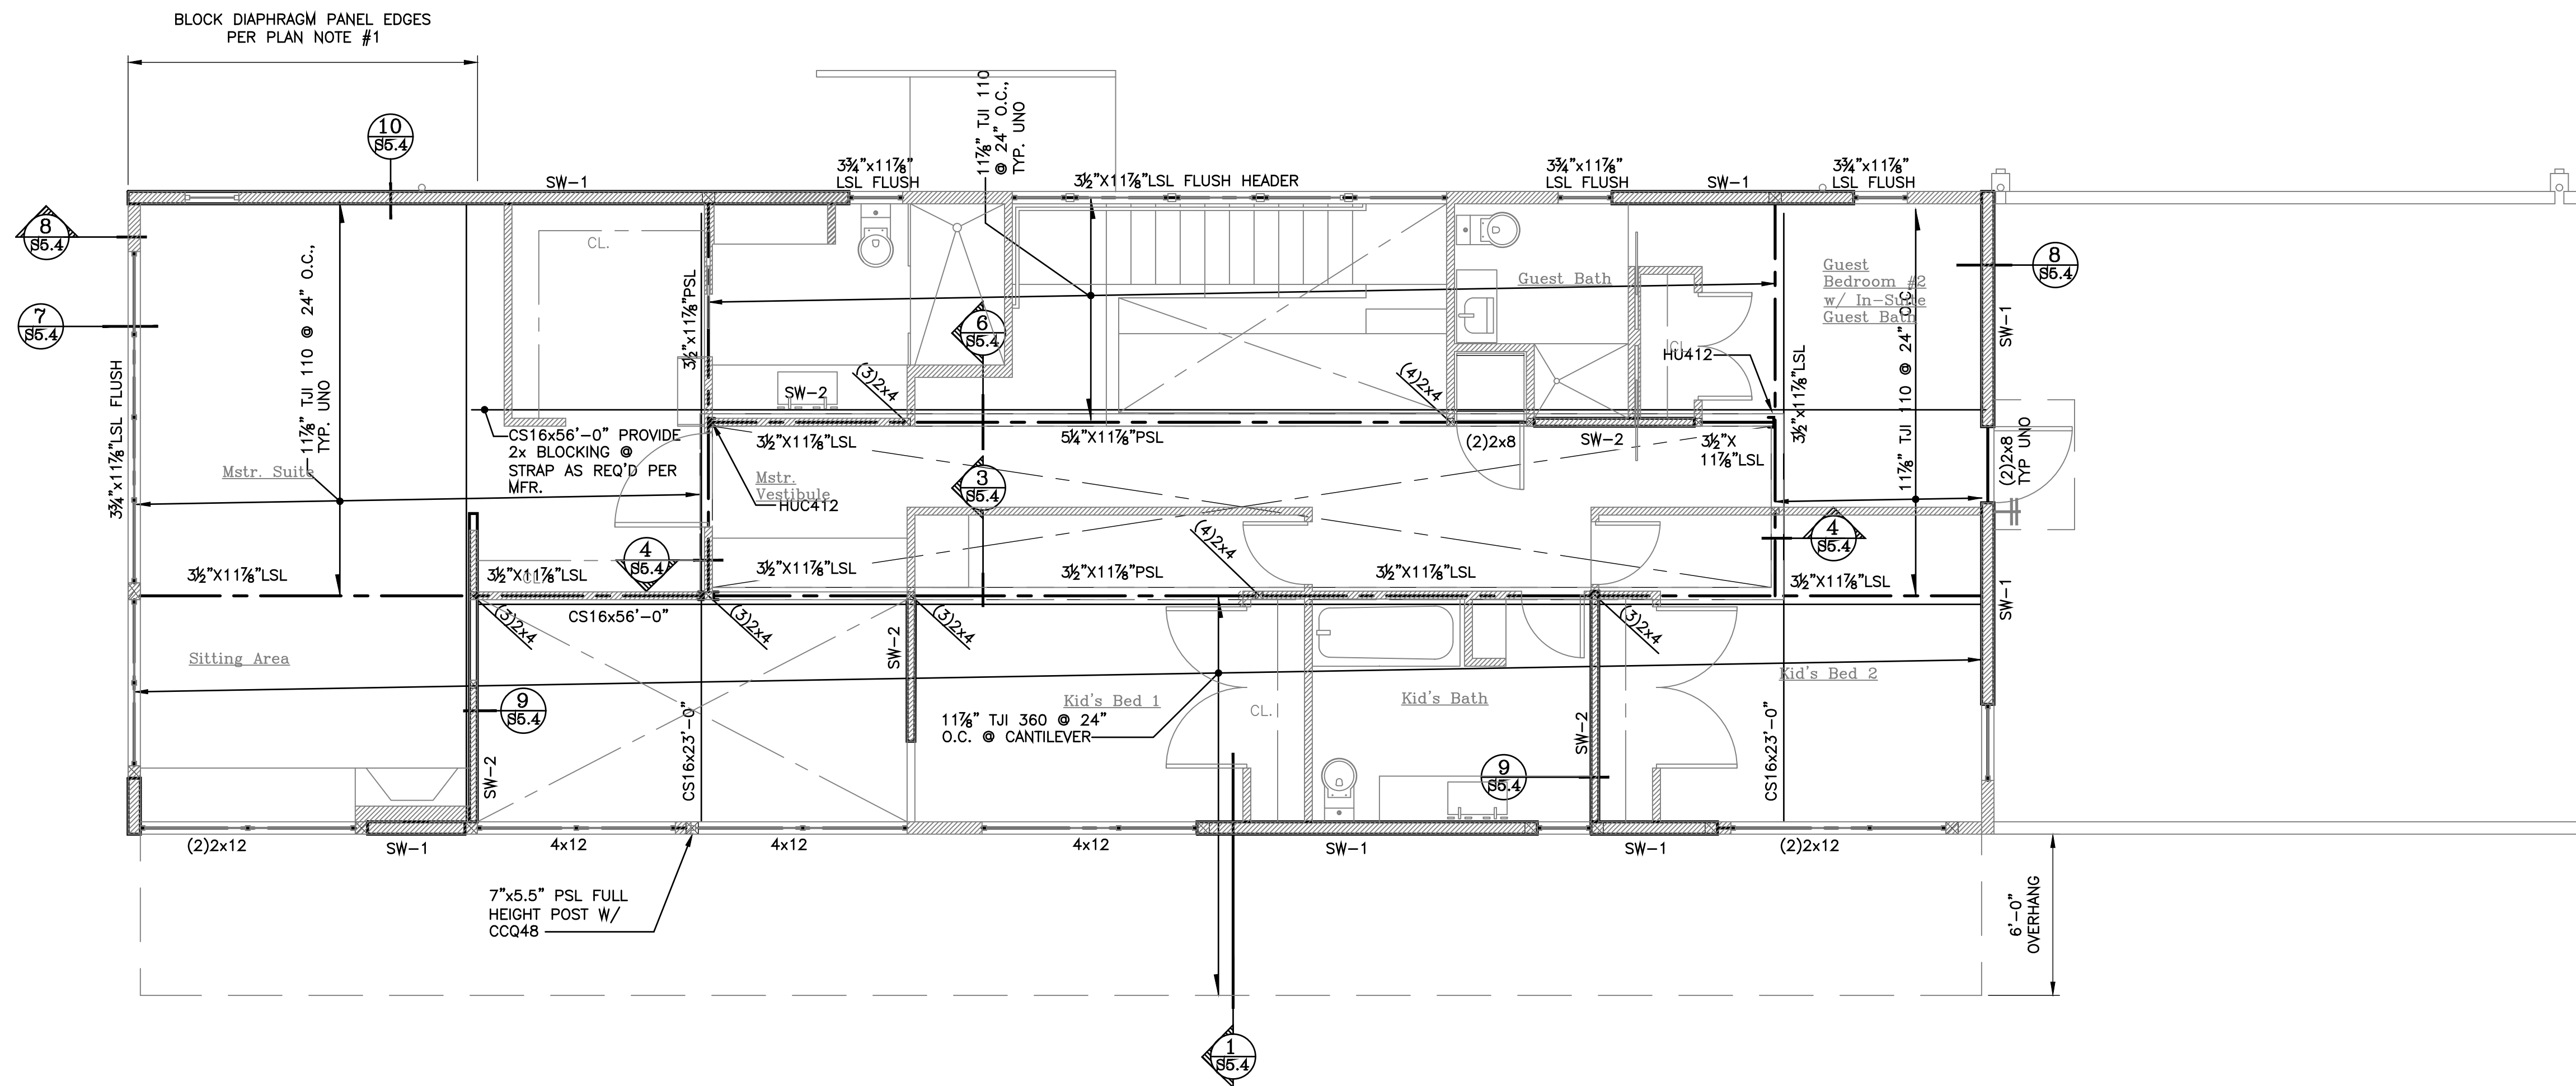 BLOCK DIAPHRAGM PANEL EDGES
PER PLAN NOTE #1
10
S5.4
SW-1
3¾"x11⅞"
LSL FLUSH
11⅞" TJI 110
@ 24" O.C.,
TYP. UNO
3½"X11⅞"LSL FLUSH HEADER
3¾"x11⅞"
LSL FLUSH
SW-1
3¾"x11⅞"
LSL FLUSH
8
S5.4
7
S5.4
3¾"x11⅞"LSL FLUSH
11⅞" TJI 110 @ 24" O.C.,
TYP. UNO
CL.
3½"x11⅞"PSL
6
S5.4
Guest Bath
Guest
Bedroom #2
w/ In-Suite
Guest Bath
8
S5.4
SW-1
CL.
HU412
3½"x11⅞"LSL
11⅞" TJI 110 @ 24" O.C.
SW-2
(3)2x4
(4)2x4
CS16x56'-0" PROVIDE
2x BLOCKING @
STRAP AS REQ'D PER
MFR.
3½"X11⅞"LSL
5¼"X11⅞"PSL
(2)2x8
SW-2
3½"X
11⅞"LSL
(2)2x8
TYP UNO
Mstr. Suite
Mstr.
Vestibule
HUC412
3
S5.4
4
S5.4
4
S5.4
(4)2x4
3½"X11⅞"LSL
3½"X11⅞"LSL
CL.
3½"X11⅞"LSL
3½"X11⅞"PSL
3½"X11⅞"LSL
3½"X11⅞"LSL
SW-1
CS16x56'-0"
(3)2x4
(3)2x4
(3)2x4
(3)2x4
SW-2
Sitting Area
9
S5.4
SW-2
CS16x23'-0"
Kid's Bed 1
11⅞" TJI 360 @ 24"
O.C. @ CANTILEVER
CL.
Kid's Bath
9
S5.4
SW-2
Kid's Bed 2
CS16x23'-0"
(2)2x12
SW-1
4x12
4x12
4x12
SW-1
SW-1
(2)2x12
7"x5.5" PSL FULL
HEIGHT POST W/
CCQ48
6'-0"
OVERHANG
1
S5.4